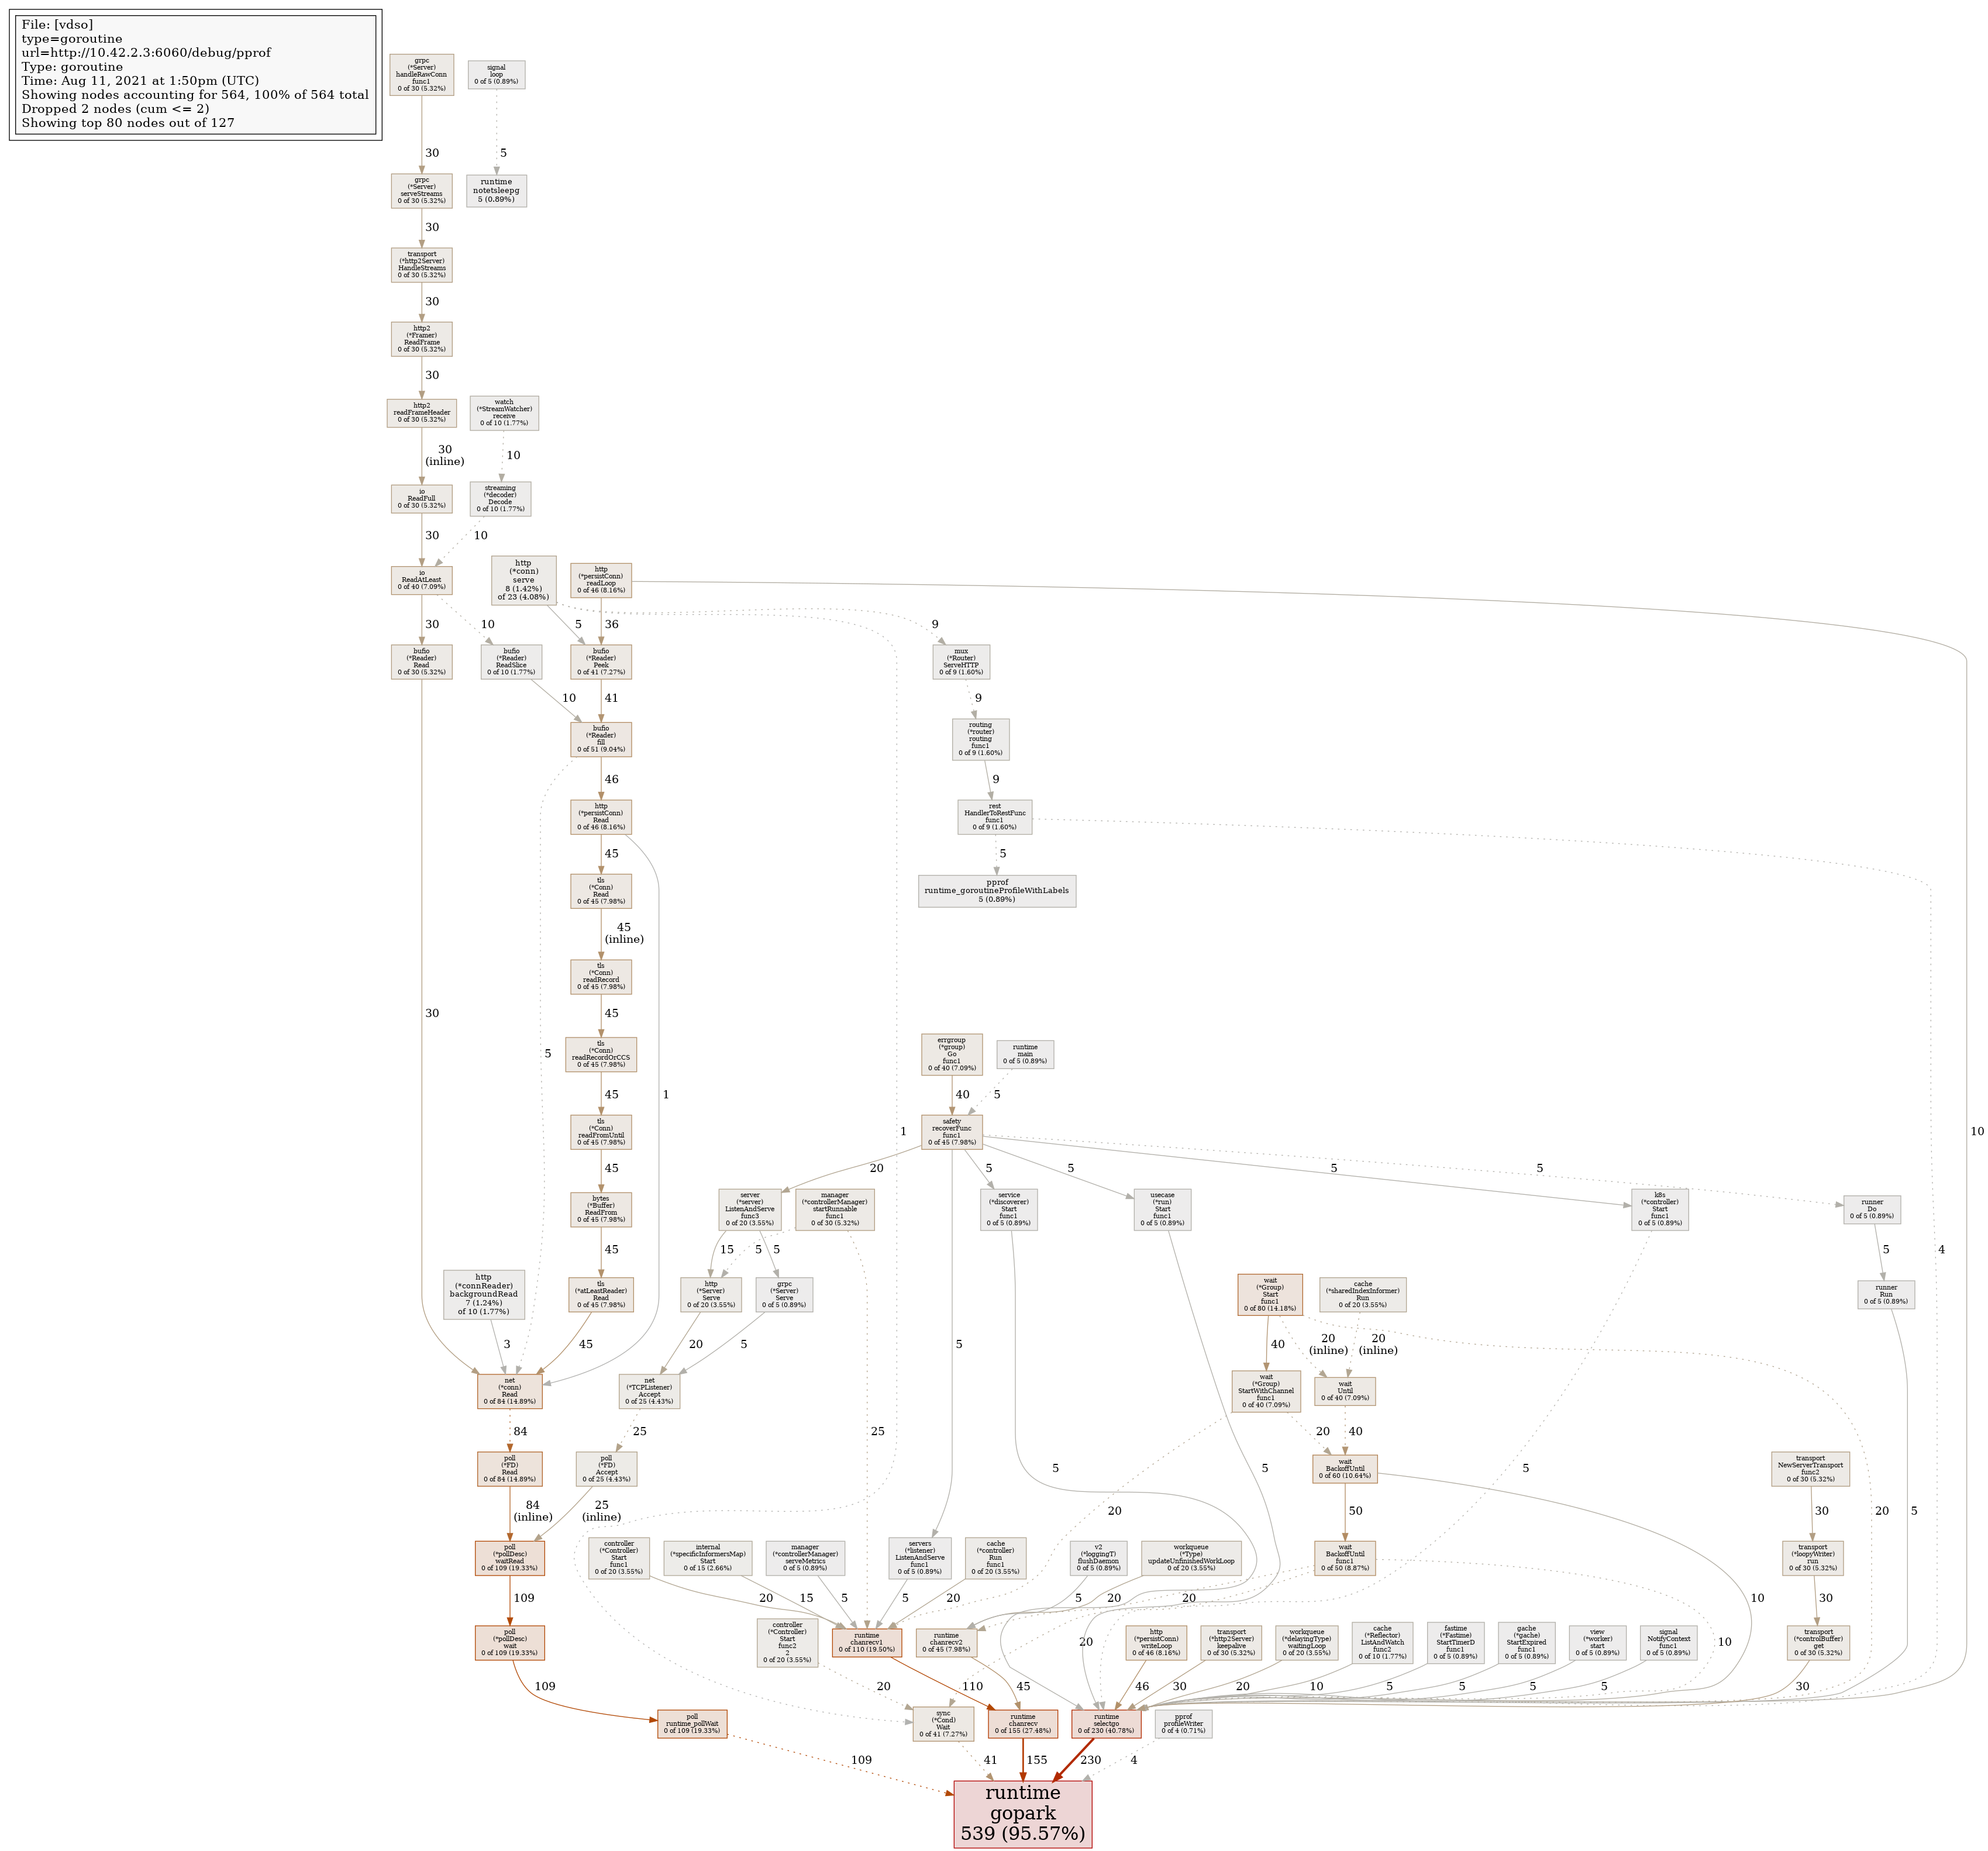 File: [vdso]
type=goroutine
url=http://10.42.2.3:6060/debug/pprof
Type: goroutine
Time: Aug 11, 2021 at 1:50pm (UTC)
Showing nodes accounting for 564, 100% of 564 total
Dropped 2 nodes (cum <= 2)
Showing top 80 nodes out of 127
grpc
(*Server)
handleRawConn
func1
0 of 30 (5.32%)
signal
loop
0 of 5 (0.89%)
30
5
grpc
(*Server)
serveStreams
0 of 30 (5.32%)
runtime
notetsleepg
5 (0.89%)
30
transport
(*http2Server)
HandleStreams
0 of 30 (5.32%)
30
http2
(*Framer)
ReadFrame
0 of 30 (5.32%)
30
http2
readFrameHeader
0 of 30 (5.32%)
watch
(*StreamWatcher)
receive
0 of 10 (1.77%)
30
(inline)
10
io
ReadFull
0 of 30 (5.32%)
streaming
(*decoder)
Decode
0 of 10 (1.77%)
30
10
io
ReadAtLeast
0 of 40 (7.09%)
http
(*conn)
serve
8 (1.42%)
of 23 (4.08%)
http
(*persistConn)
readLoop
0 of 46 (8.16%)
30
10
5
36
9
bufio
(*Reader)
Read
0 of 30 (5.32%)
bufio
(*Reader)
ReadSlice
0 of 10 (1.77%)
bufio
(*Reader)
Peek
0 of 41 (7.27%)
mux
(*Router)
ServeHTTP
0 of 9 (1.60%)
10
41
9
bufio
(*Reader)
fill
0 of 51 (9.04%)
routing
(*router)
routing
func1
0 of 9 (1.60%)
46
9
http
(*persistConn)
Read
0 of 46 (8.16%)
rest
HandlerToRestFunc
func1
0 of 9 (1.60%)
45
5
tls
(*Conn)
Read
0 of 45 (7.98%)
pprof
runtime_goroutineProfileWithLabels
5 (0.89%)
45
(inline)
tls
(*Conn)
readRecord
0 of 45 (7.98%)
30
45
5
tls
(*Conn)
readRecordOrCCS
0 of 45 (7.98%)
errgroup
(*group)
Go
func1
0 of 40 (7.09%)
runtime
main
0 of 5 (0.89%)
45
1
40
5
tls
(*Conn)
readFromUntil
0 of 45 (7.98%)
safety
recoverFunc
func1
0 of 45 (7.98%)
1
10
45
20
5
5
5
5
bytes
(*Buffer)
ReadFrom
0 of 45 (7.98%)
server
(*server)
ListenAndServe
func3
0 of 20 (3.55%)
manager
(*controllerManager)
startRunnable
func1
0 of 30 (5.32%)
service
(*discoverer)
Start
func1
0 of 5 (0.89%)
usecase
(*run)
Start
func1
0 of 5 (0.89%)
k8s
(*controller)
Start
func1
0 of 5 (0.89%)
runner
Do
0 of 5 (0.89%)
45
15
5
5
5
4
http
(*connReader)
backgroundRead
7 (1.24%)
of 10 (1.77%)
tls
(*atLeastReader)
Read
0 of 45 (7.98%)
http
(*Server)
Serve
0 of 20 (3.55%)
grpc
(*Server)
Serve
0 of 5 (0.89%)
wait
(*Group)
Start
func1
0 of 80 (14.18%)
cache
(*sharedIndexInformer)
Run
0 of 20 (3.55%)
runner
Run
0 of 5 (0.89%)
3
45
20
5
5
40
20
(inline)
20
(inline)
net
(*conn)
Read
0 of 84 (14.89%)
net
(*TCPListener)
Accept
0 of 25 (4.43%)
wait
(*Group)
StartWithChannel
func1
0 of 40 (7.09%)
wait
Until
0 of 40 (7.09%)
84
25
25
20
40
poll
(*FD)
Read
0 of 84 (14.89%)
poll
(*FD)
Accept
0 of 25 (4.43%)
5
5
wait
BackoffUntil
0 of 60 (10.64%)
5
transport
NewServerTransport
func2
0 of 30 (5.32%)
84
(inline)
25
(inline)
20
50
20
5
30
poll
(*pollDesc)
waitRead
0 of 109 (19.33%)
controller
(*Controller)
Start
func1
0 of 20 (3.55%)
internal
(*specificInformersMap)
Start
0 of 15 (2.66%)
manager
(*controllerManager)
serveMetrics
0 of 5 (0.89%)
servers
(*listener)
ListenAndServe
func1
0 of 5 (0.89%)
cache
(*controller)
Run
func1
0 of 20 (3.55%)
v2
(*loggingT)
flushDaemon
0 of 5 (0.89%)
workqueue
(*Type)
updateUnfinishedWorkLoop
0 of 20 (3.55%)
wait
BackoffUntil
func1
0 of 50 (8.87%)
transport
(*loopyWriter)
run
0 of 30 (5.32%)
109
20
15
5
5
20
5
20
20
10
30
poll
(*pollDesc)
wait
0 of 109 (19.33%)
controller
(*Controller)
Start
func2
2
0 of 20 (3.55%)
runtime
chanrecv1
0 of 110 (19.50%)
runtime
chanrecv2
0 of 45 (7.98%)
20
http
(*persistConn)
writeLoop
0 of 46 (8.16%)
transport
(*http2Server)
keepalive
0 of 30 (5.32%)
workqueue
(*delayingType)
waitingLoop
0 of 20 (3.55%)
cache
(*Reflector)
ListAndWatch
func2
0 of 10 (1.77%)
fastime
(*Fastime)
StartTimerD
func1
0 of 5 (0.89%)
gcache
(*gache)
StartExpired
func1
0 of 5 (0.89%)
view
(*worker)
start
0 of 5 (0.89%)
signal
NotifyContext
func1
0 of 5 (0.89%)
10
transport
(*controlBuffer)
get
0 of 30 (5.32%)
109
20
110
45
46
30
20
10
5
5
5
5
30
poll
runtime_pollWait
0 of 109 (19.33%)
sync
(*Cond)
Wait
0 of 41 (7.27%)
runtime
chanrecv
0 of 155 (27.48%)
runtime
selectgo
0 of 230 (40.78%)
pprof
profileWriter
0 of 4 (0.71%)
109
41
155
230
4
runtime
gopark
539 (95.57%)